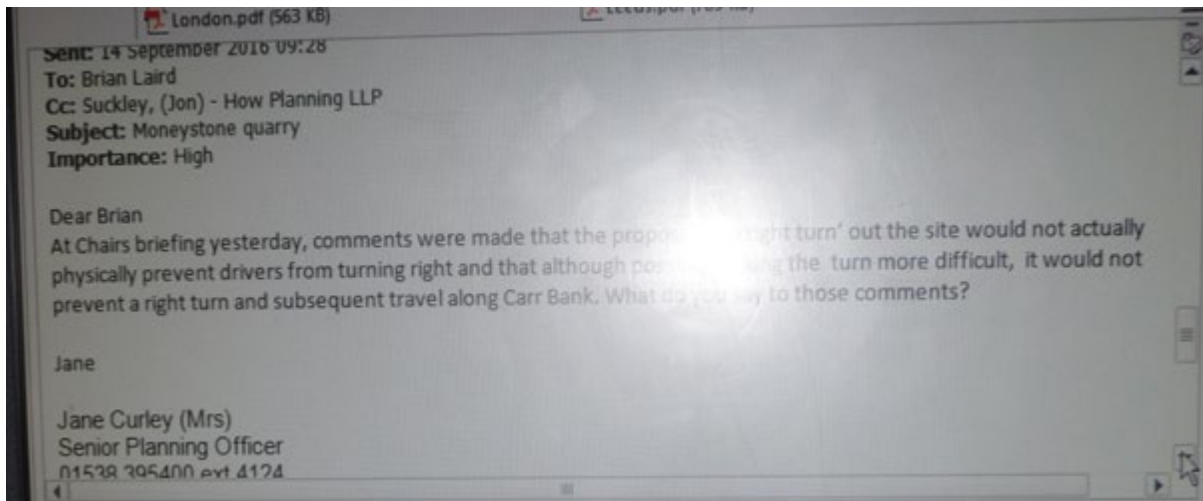 London.pdf (563 KB)
Sent: 14 September 2016 09:28
To: Brian Laird
Cc: Suckley, (Jon) - How Planning LLP
Subject: Moneystone quarry
Importance: High
Dear Brian
At Chairs briefing yesterday, comments were made that the turn' out the site would not actually
physically prevent drivers from turning right and that although the turn more difficult, it would not
prevent a right turn and subsequent travel along Carr Bank. What do you say to those comments?
Jane
Jane Curley (Mrs)
Senior Planning Officer
01538 395400 ext 4124